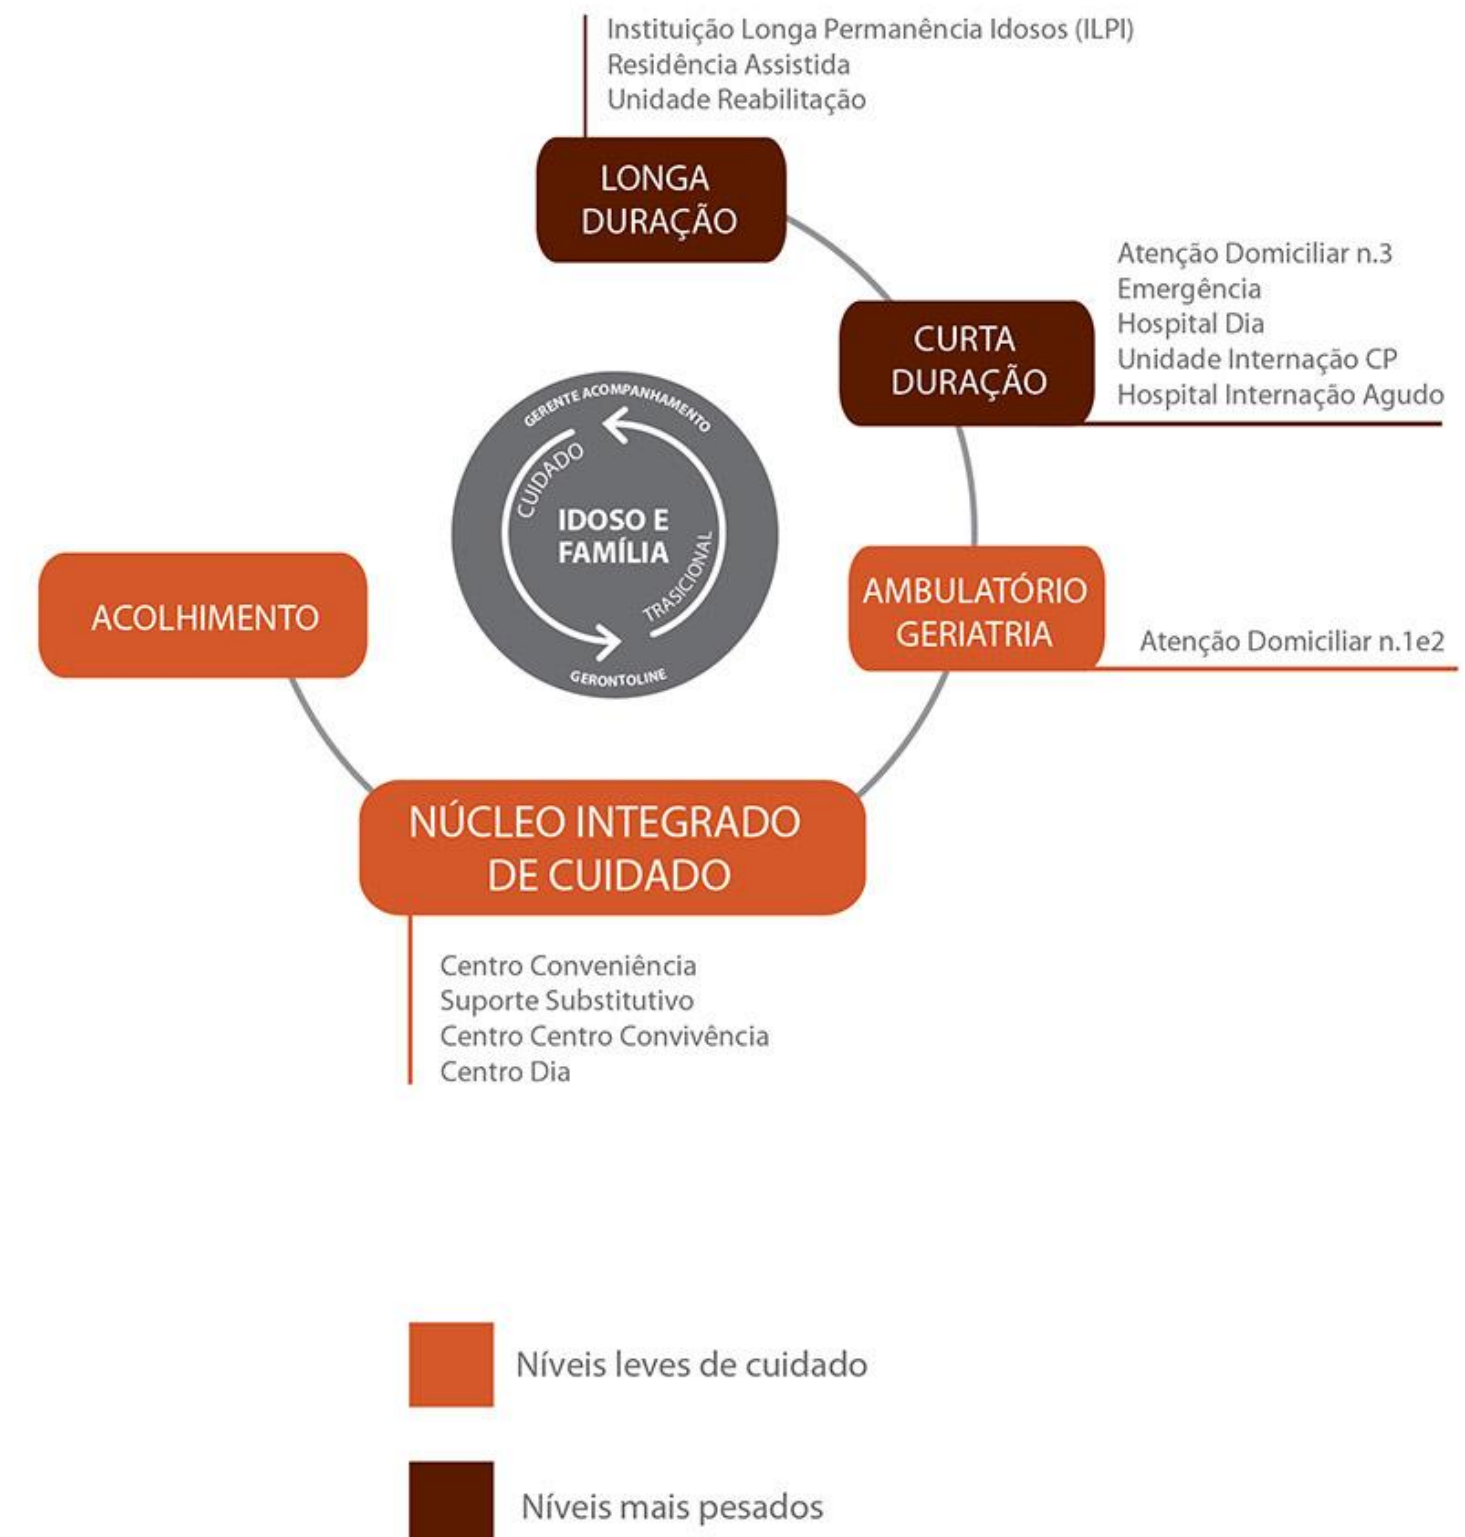 Instituição Longa Permanência Idosos (ILPI)
Residência Assistida
Unidade Reabilitação
LONGA
DURAÇÃO
Atenção Domiciliar n.3
Emergência
Hospital Dia
Unidade Internação CP
Hospital Internação Agudo
CURTA
DURAÇÃO
GERENTE ACOMPANHAMENTO
CUIDADO
IDOSO E
FAMÍLIA
TRASICIONAL
GERONTOLINE
ACOLHIMENTO
AMBULATÓRIO
GERIATRIA
Atenção Domiciliar n.1e2
NÚCLEO INTEGRADO
DE CUIDADO
Centro Conveniência
Suporte Substitutivo
Centro Centro Convivência
Centro Dia
Níveis leves de cuidado
Níveis mais pesados